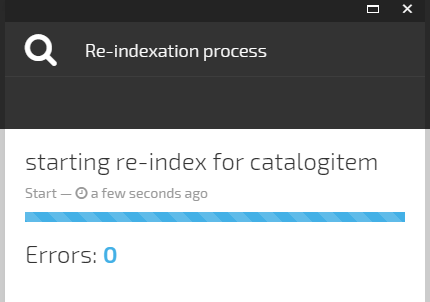 Re-indexation process
starting re-index for catalogitem
Start — a few seconds ago
Errors: 0